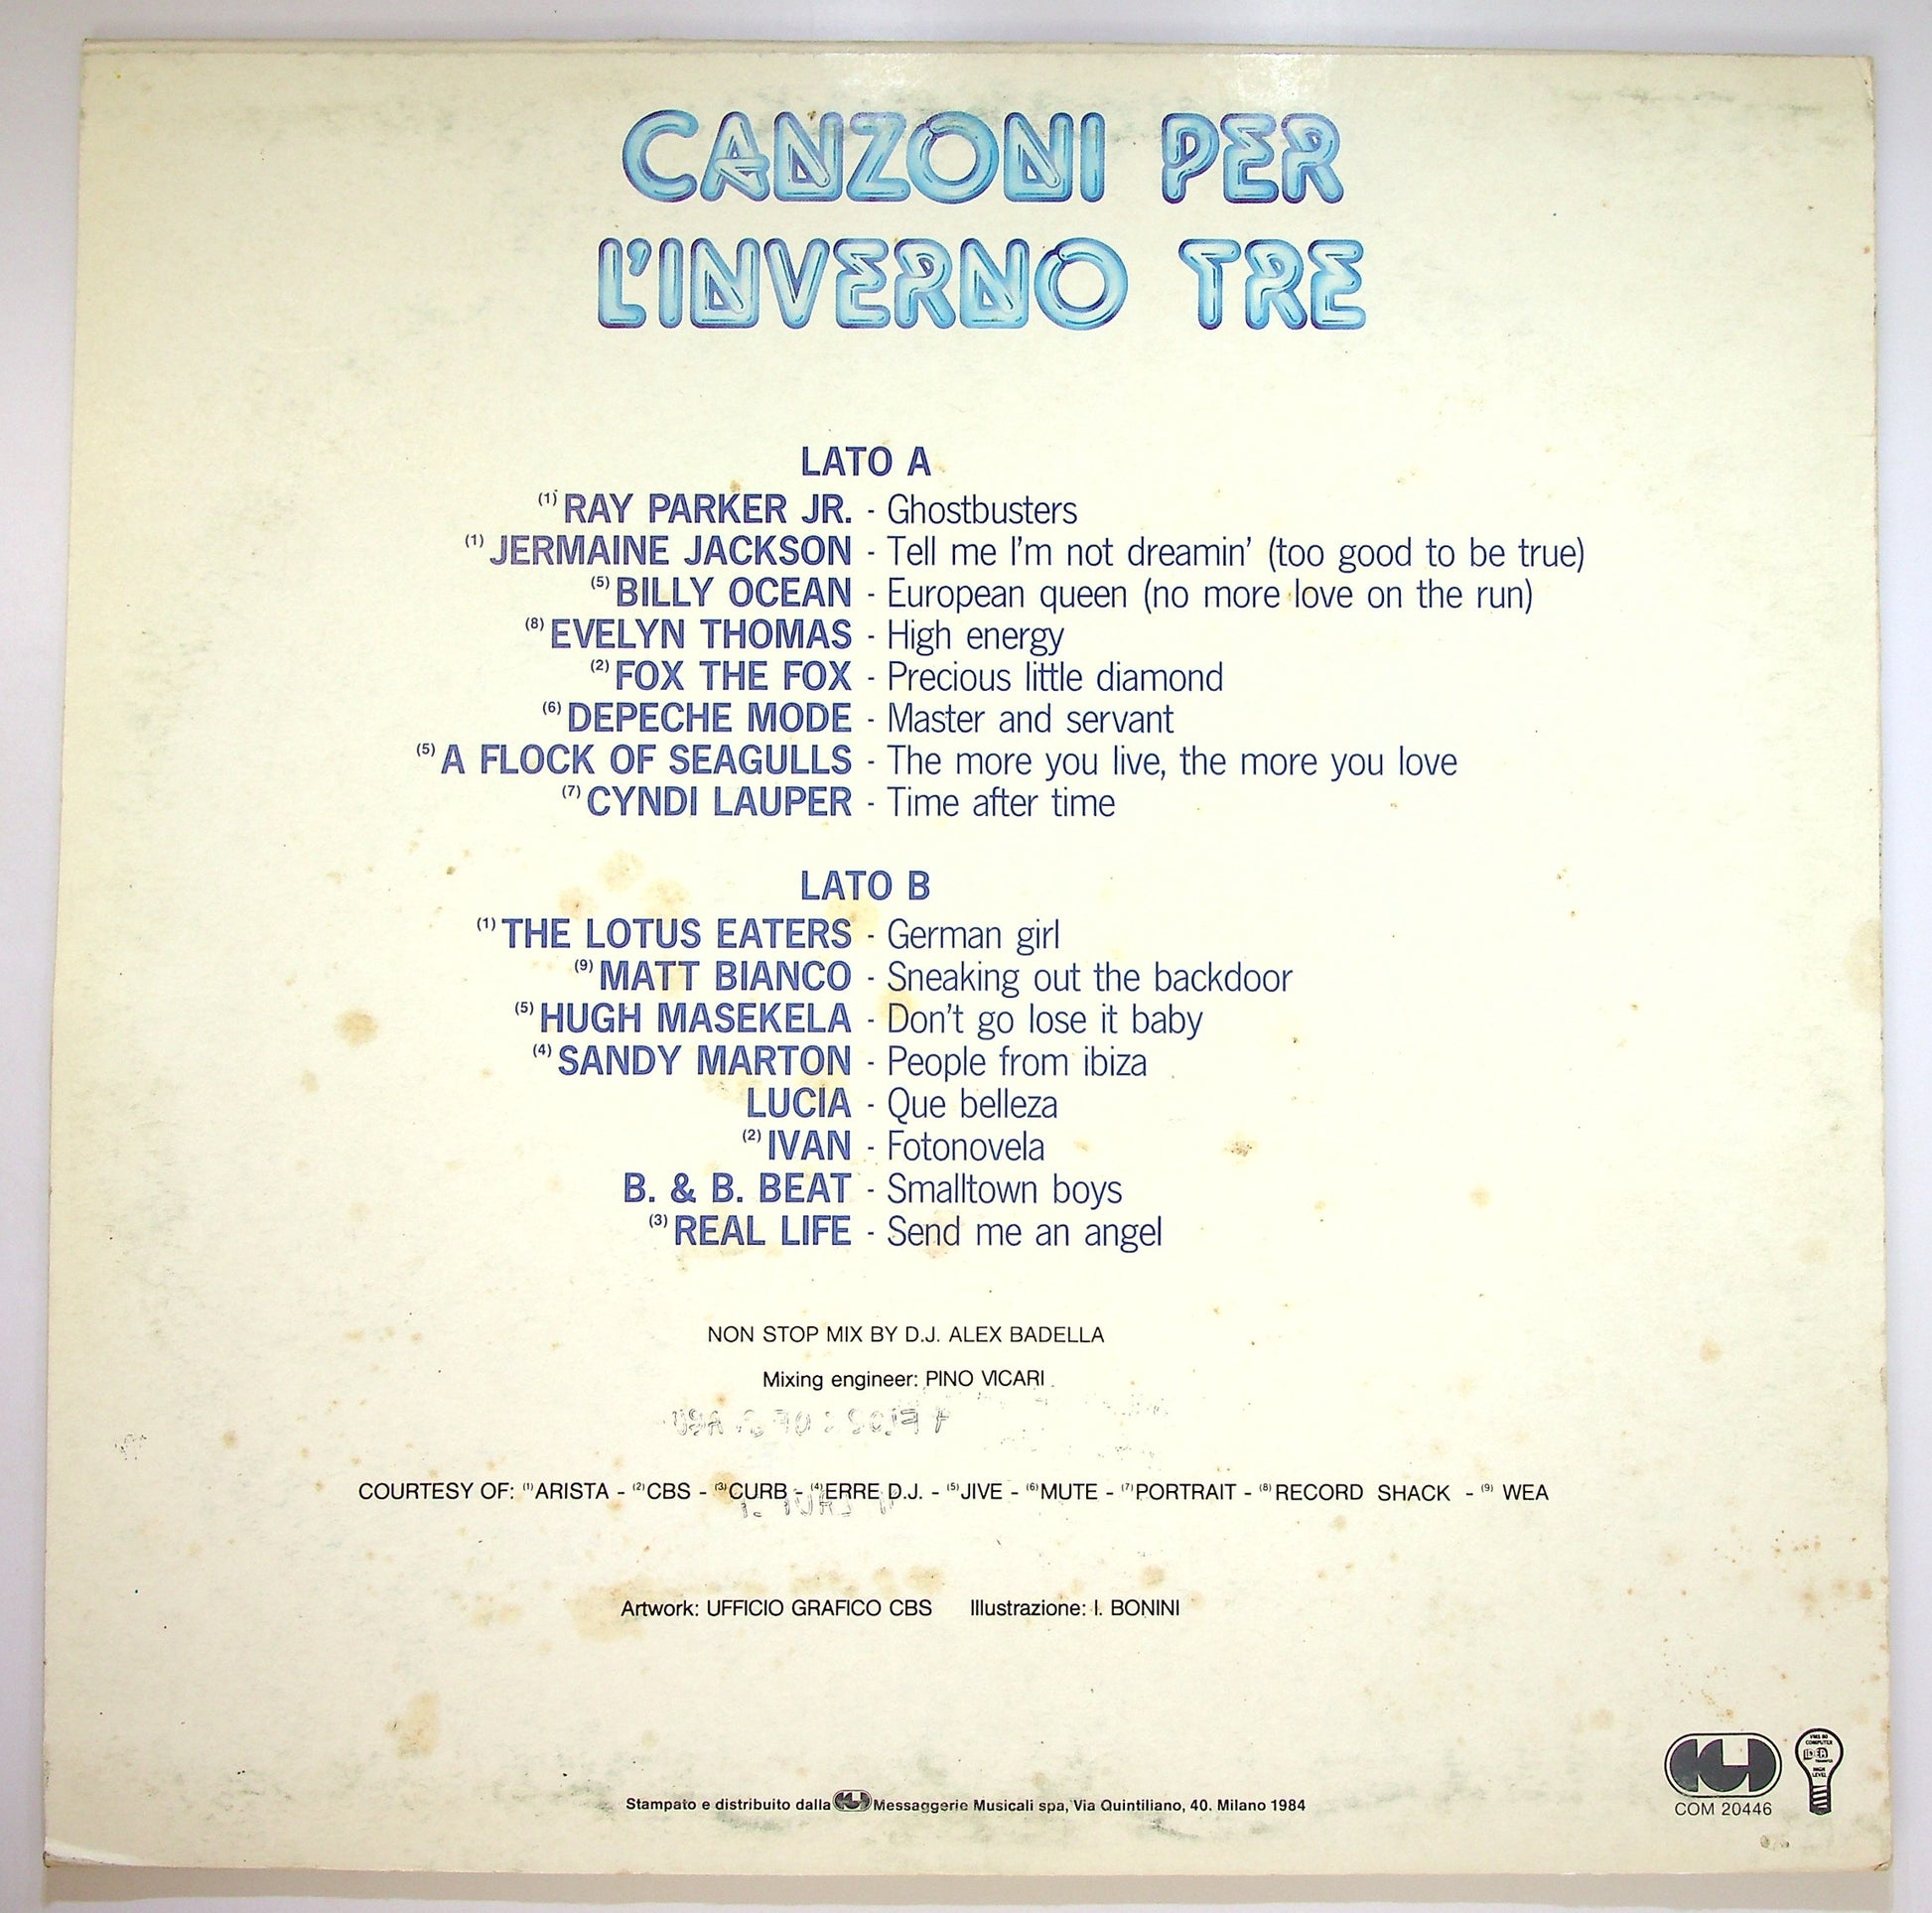 CANZONI PER
L'INVERNO TRE
LATO A
(1) RAY PARKER JR. - Ghostbusters
(1) JERMAINE JACKSON - Tell me I'm not dreamin' (too good to be true)
(5) BILLY OCEAN - European queen (no more love on the run)
(8) EVELYN THOMAS - High energy
(2) FOX THE FOX - Precious little diamond
(6) DEPECHE MODE - Master and servant
(5) A FLOCK OF SEAGULLS - The more you live, the more you love
(7) CYNDI LAUPER - Time after time
LATO B
(1) THE LOTUS EATERS - German girl
(9) MATT BIANCO - Sneaking out the backdoor
(5) HUGH MASEKELA - Don't go lose it baby
(4) SANDY MARTON - People from ibiza
LUCIA - Que belleza
(2) IVAN - Fotonovela
B. & B. BEAT - Smalltown boys
(3) REAL LIFE - Send me an angel
NON STOP MIX BY D.J. ALEX BADELLA
Mixing engineer: PINO VICARI
COURTESY OF: (1) ARISTA - (2) CBS - (3) CURB - (4) ERRE D.J. - (5) JIVE - (6) MUTE - (7) PORTRAIT - (8) RECORD SHACK - (9) WEA
Artwork: UFFICIO GRAFICO CBS Illustrazione: I. BONINI
Stampato e distribuito dalla Messaggerie Musicali spa, Via Quintiliano, 40. Milano 1984
COM 20446
COMPUTER
HIGH
LEVEL